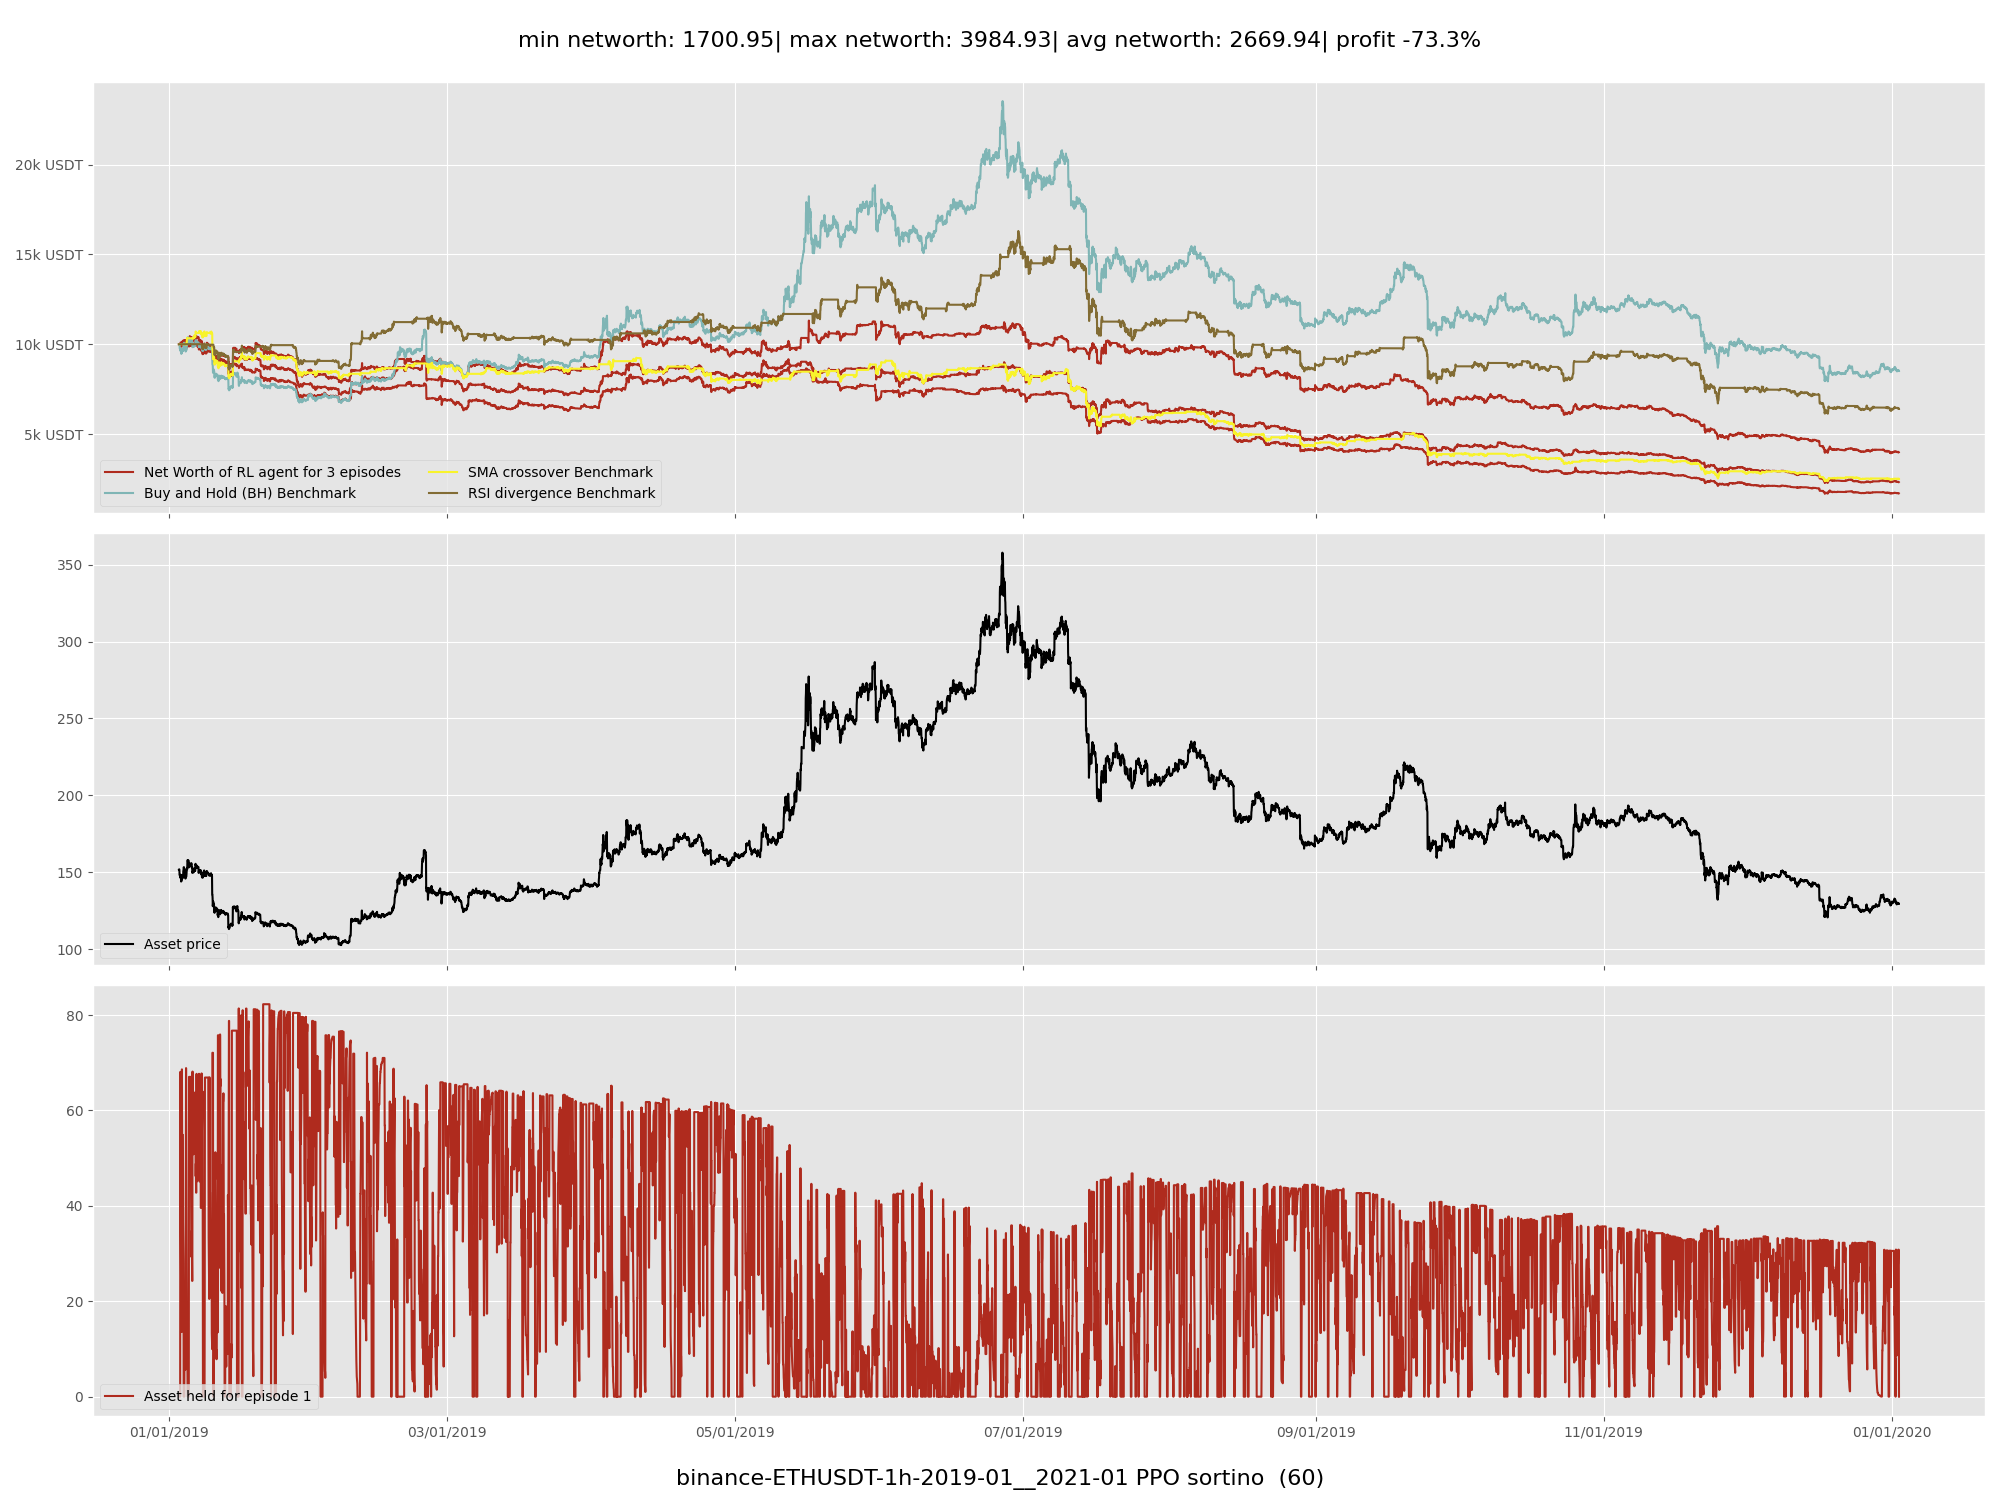 min networth: 1700.95| max networth: 3984.93| avg networth: 2669.94| profit -73.3%
20k USDT
15k USDT
10k USDT
5k USDT
Net Worth of RL agent for 3 episodes
Buy and Hold (BH) Benchmark
SMA crossover Benchmark
RSI divergence Benchmark
350
300
250
200
150
100
Asset price
80
60
40
20
0
Asset held for episode 1
01/01/2019 03/01/2019 05/01/2019 07/01/2019 09/01/2019 11/01/2019 01/01/2020
binance-ETHUSDT-1h-2019-01__2021-01 PPO sortino  (60)